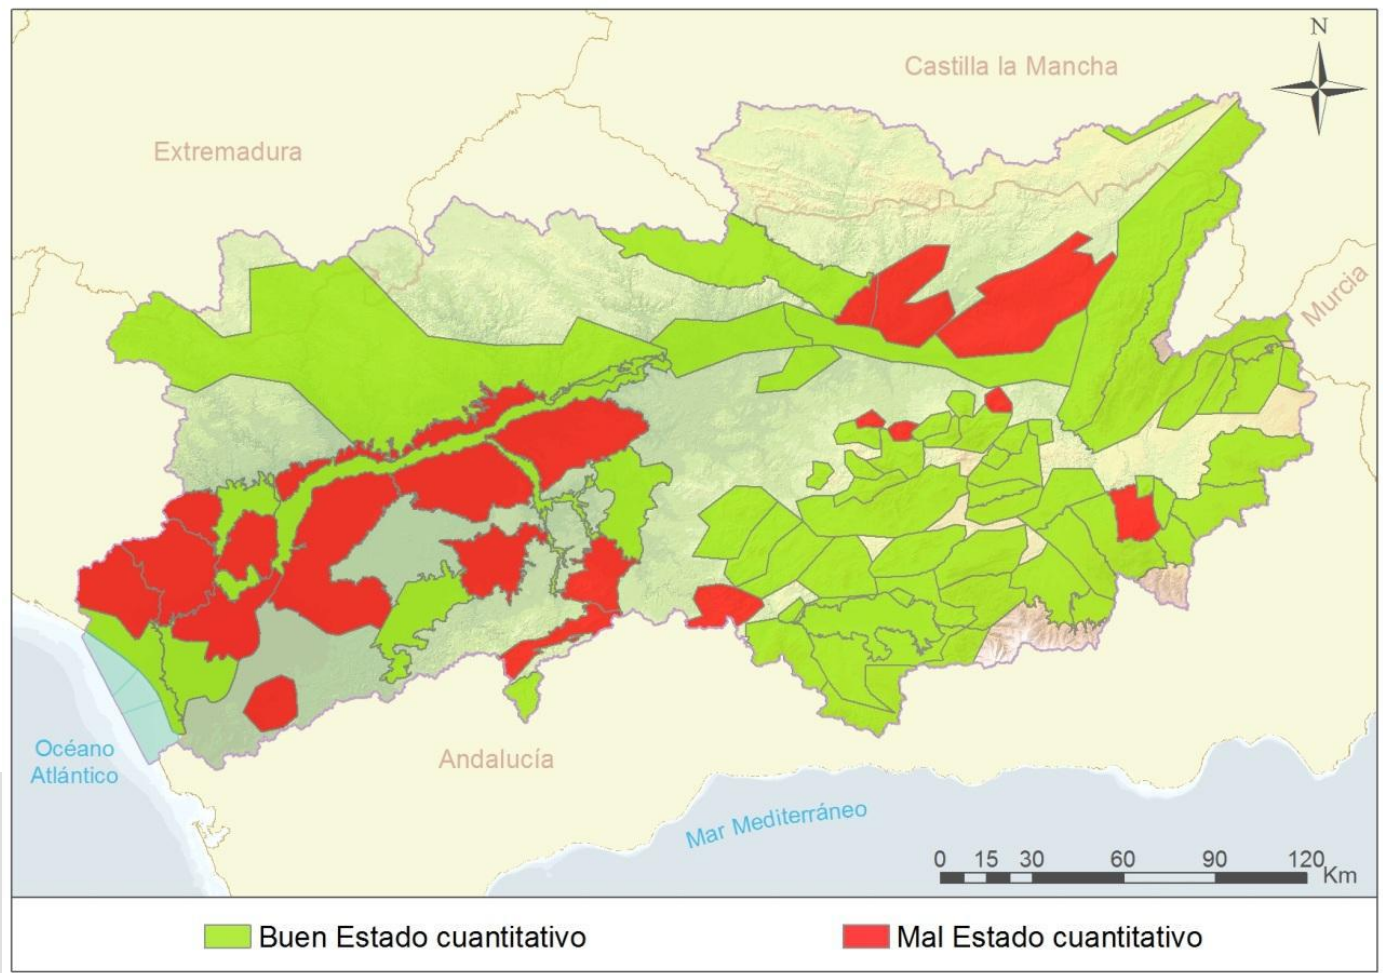 N
Castilla la Mancha
Extremadura
Murcia
Andalucía
Océano
Atlántico
Mar Mediterráneo
0 15 30 60 90 120 Km
Buen Estado cuantitativo
Mal Estado cuantitativo